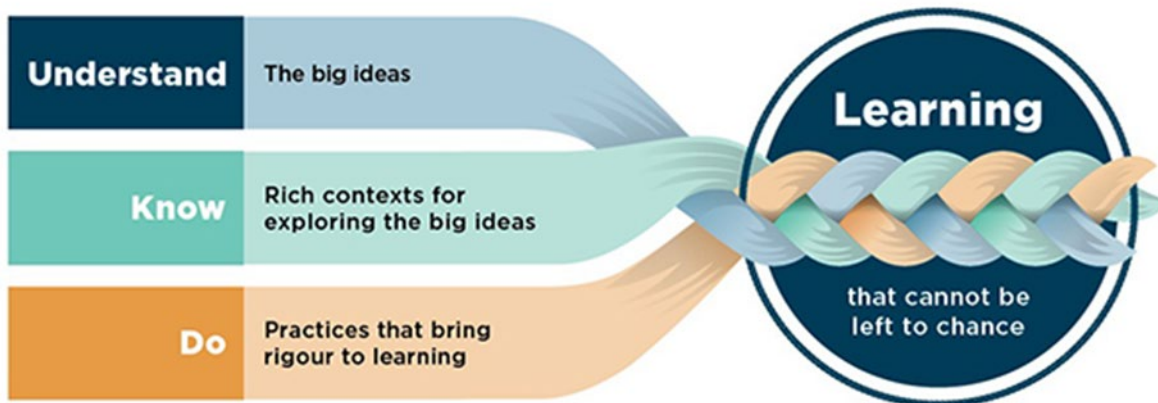 Understand
The big ideas
Know
Rich contexts for
exploring the big ideas
Do
Practices that bring
rigour to learning
Learning
that cannot be
left to chance